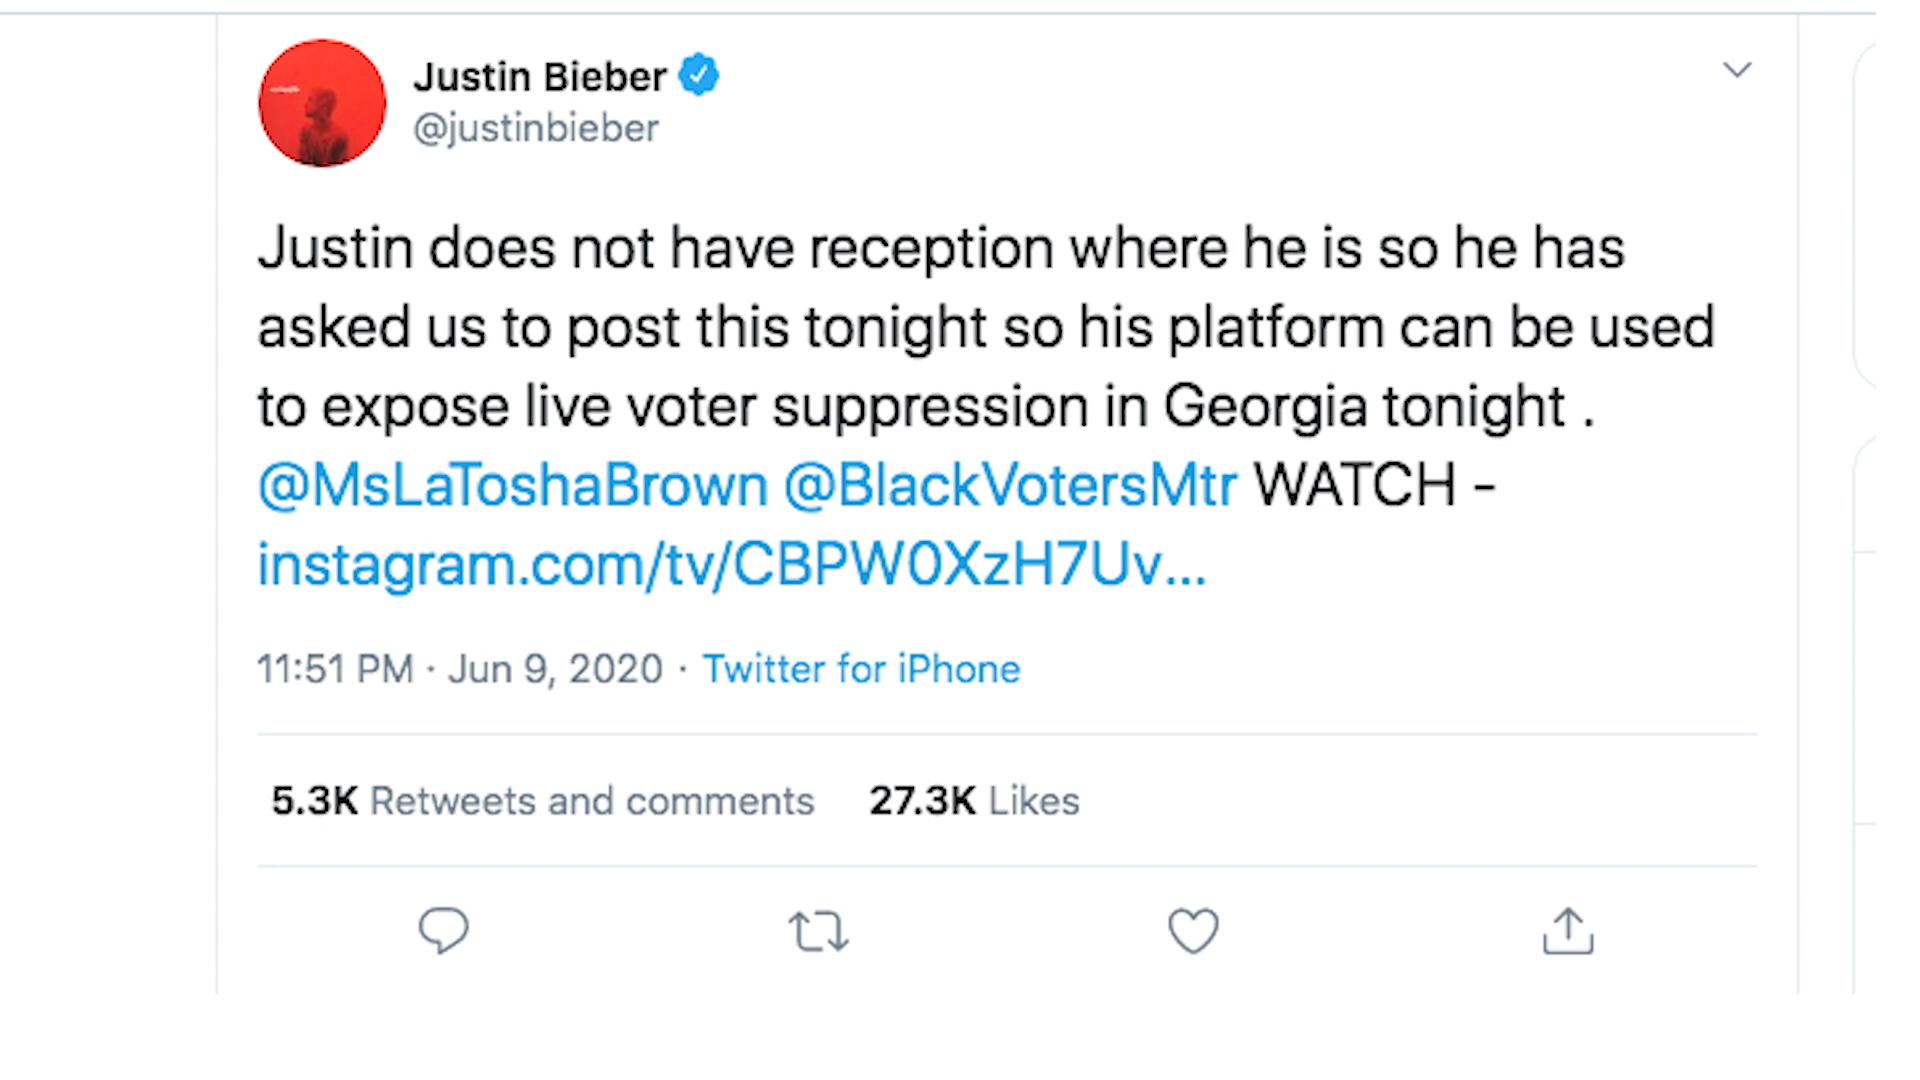 Justin Bieber
@justinbieber
Justin does not have reception where he is so he has
asked us to post this tonight so his platform can be used
to expose live voter suppression in Georgia tonight .
@MsLaToshaBrown @BlackVotersMtr WATCH -
instagram.com/tv/CBPW0XzH7Uv...
11:51 PM · Jun 9, 2020 · Twitter for iPhone
5.3K Retweets and comments 27.3K Likes